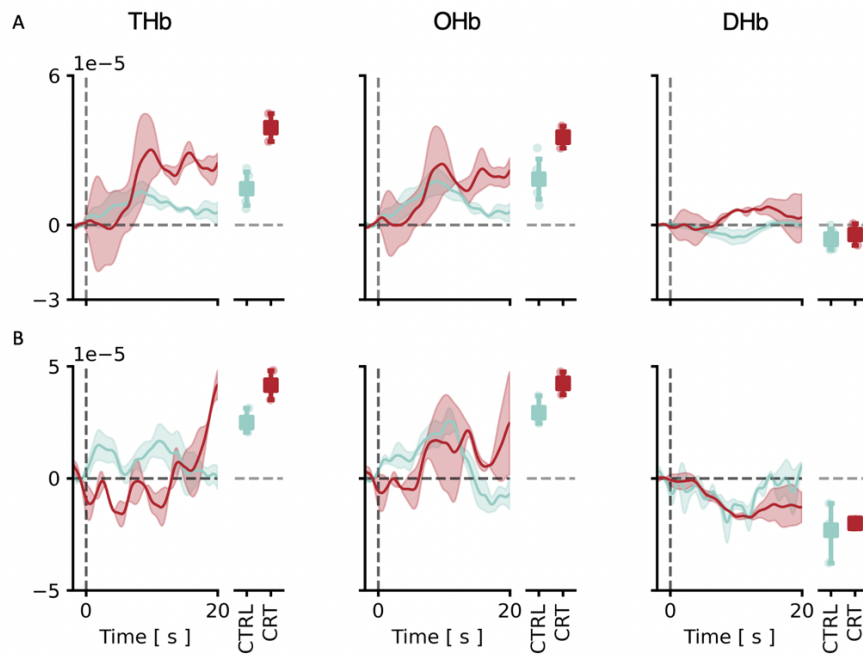 A
THb
OHb
DHb
1e−5
6
0
−3
B
1e−5
5
0
−5
0
20
CTRL
CRT
0
20
CTRL
CRT
0
20
CTRL
CRT
Time [ s ]
Time [ s ]
Time [ s ]